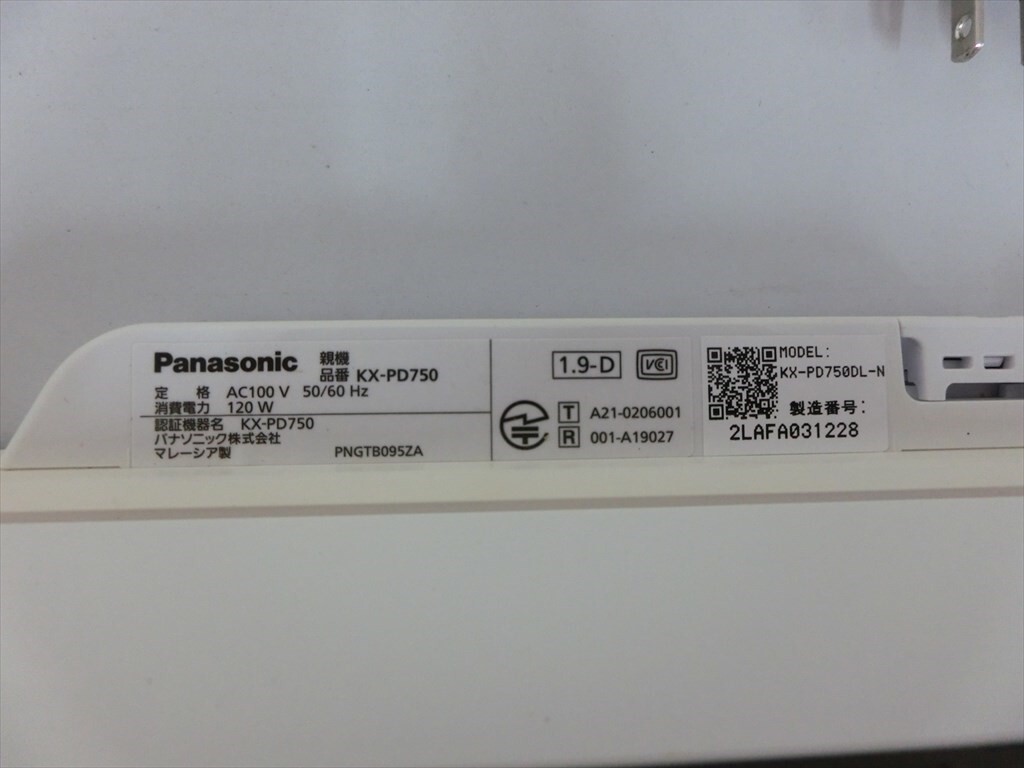 Panasonic 親機
品番 KX-PD750
定 格 AC100 V 50/60 Hz
消費電力 120 W
認証機器名 KX-PD750
パナソニック株式会社
マレーシア製 PNGTB095ZA
1.9-D VCCI
T A21-0206001
R 001-A19027
MODEL:
KX-PD750DL-N
製造番号:
2LAFA031228